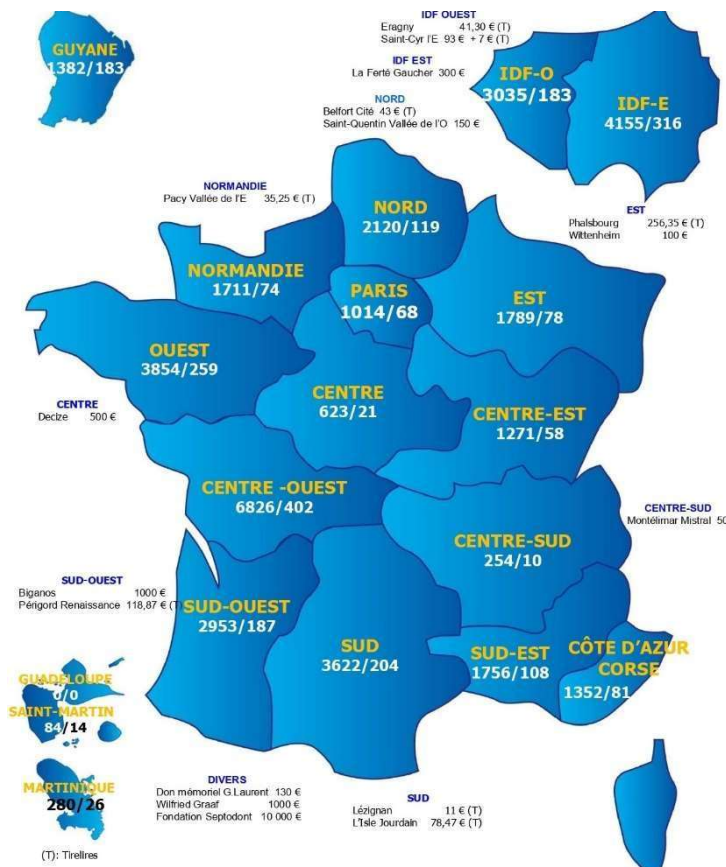 IDF OUEST
Eragny 41,30 € (T)
Saint-Cyr l'E 93 € + 7 € (T)
GUYANE
1382/183
IDF EST
La Ferté Gaucher 300 €
IDF-O
3035/183
IDF-E
4155/316
NORD
Belfort Cité 43 € (T)
Saint-Quentin Vallée de l'O 150 €
NORMANDIE
Pacy Vallée de l'E 35,25 € (T)
NORD
2120/119
EST
Phalsbourg 256,35 € (T)
Wittenheim 100 €
NORMANDIE
1711/74
PARIS
1014/68
EST
1789/78
OUEST
3854/259
CENTRE
Decize 500 €
CENTRE
623/21
CENTRE-EST
1271/58
CENTRE -OUEST
6826/402
CENTRE-SUD
Montélimar Mistral 50
CENTRE-SUD
254/10
SUD-OUEST
Biganos 1000 €
Périgord Renaissance 118,87 € (T)
SUD-OUEST
2953/187
SUD
3622/204
SUD-EST
1756/108
CÔTE D'AZUR
CORSE
1352/81
GUADELOUPE
0/0
SAINT-MARTIN
84/14
MARTINIQUE
280/26
DIVERS
Don mémoriel G.Laurent 130 €
Wilfried Graaf 1000 €
Fondation Septodont 10 000 €
SUD
Lézignan 11 € (T)
L'Isle Jourdain 78,47 € (T)
(T): Tirelires